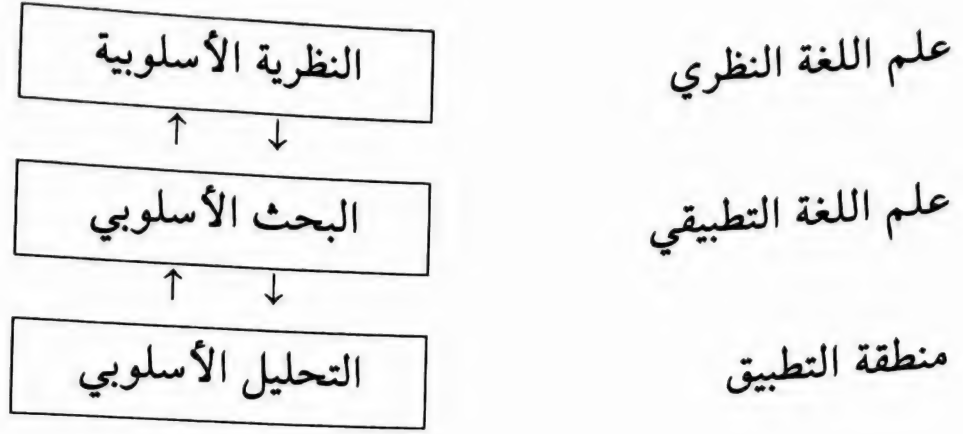 علم اللغة النظري
النظرية الأسلوبية
↑ ↓
علم اللغة التطبيقي
البحث الأسلوبي
↑ ↓
منطقة التطبيق
التحليل الأسلوبي